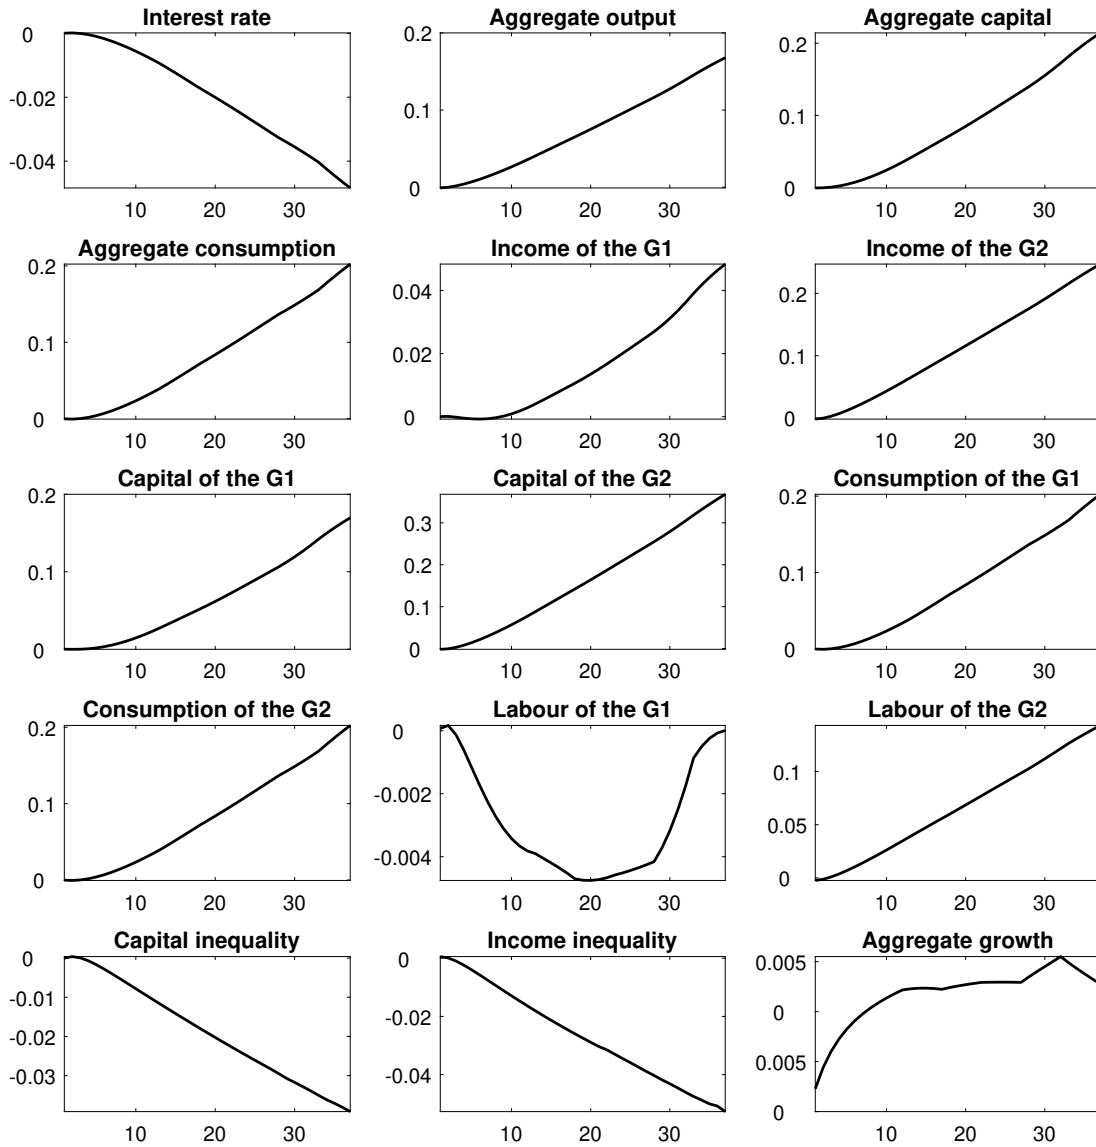 Interest rate
0
-0.02
-0.04
10 20 30
Aggregate output
0.2
0.1
0
10 20 30
Aggregate capital
0.2
0.1
0
10 20 30
Aggregate consumption
0.2
0.1
0
10 20 30
Income of the G1
0.04
0.02
0
10 20 30
Income of the G2
0.2
0.1
0
10 20 30
Capital of the G1
0.2
0.1
0
10 20 30
Capital of the G2
0.3
0.2
0.1
0
10 20 30
Consumption of the G1
0.2
0.1
0
10 20 30
Consumption of the G2
0.2
0.1
0
10 20 30
Labour of the G1
0
-0.002
-0.004
10 20 30
Labour of the G2
0.1
0.05
0
10 20 30
Capital inequality
0
-0.01
-0.02
-0.03
10 20 30
Income inequality
0
-0.02
-0.04
10 20 30
Aggregate growth
0.005
0
0.005
0
10 20 30